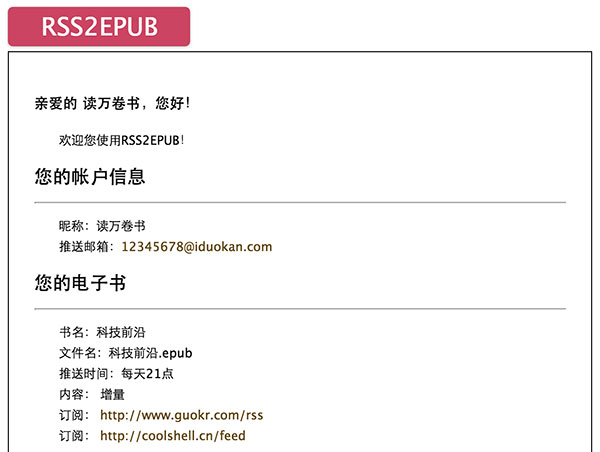 RSS2EPUB
亲爱的 读万卷书，您好！
欢迎您使用RSS2EPUB！
您的帐户信息
昵称：读万卷书
推送邮箱：12345678@iduokan.com
您的电子书
书名：科技前沿
文件名：科技前沿.epub
推送时间：每天21点
内容： 增量
订阅： http://www.guokr.com/rss
订阅： http://coolshell.cn/feed